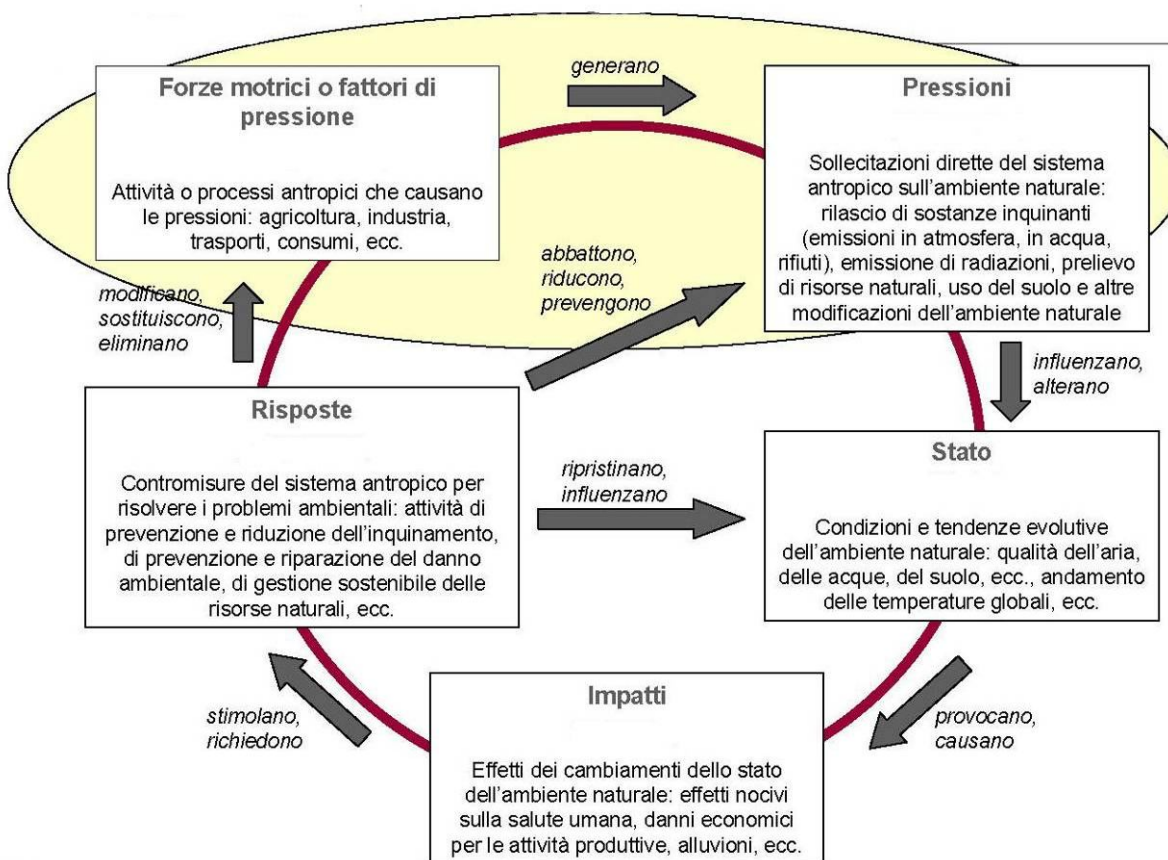 Forze motrici o fattori di
pressione
Attività o processi antropici che causano
le pressioni: agricoltura, industria,
trasporti, consumi, ecc.
generano
Pressioni
Sollecitazioni dirette del sistema
antropico sull'ambiente naturale:
rilascio di sostanze inquinanti
(emissioni in atmosfera, in acqua,
rifiuti), emissione di radiazioni, prelievo
di risorse naturali, uso del suolo e altre
modificazioni dell'ambiente naturale
modificano,
sostituiscono,
eliminano
abbattono,
riducono,
prevengono
influenzano,
alterano
Risposte
Contromisure del sistema antropico per
risolvere i problemi ambientali: attività di
prevenzione e riduzione dell'inquinamento,
di prevenzione e riparazione del danno
ambientale, di gestione sostenibile delle
risorse naturali, ecc.
ripristinano,
influenzano
Stato
Condizioni e tendenze evolutive
dell'ambiente naturale: qualità dell'aria,
delle acque, del suolo, ecc., andamento
delle temperature globali, ecc.
stimolano,
richiedono
Impatti
Effetti dei cambiamenti dello stato
dell'ambiente naturale: effetti nocivi
sulla salute umana, danni economici
per le attività produttive, alluvioni, ecc.
provocano,
causano